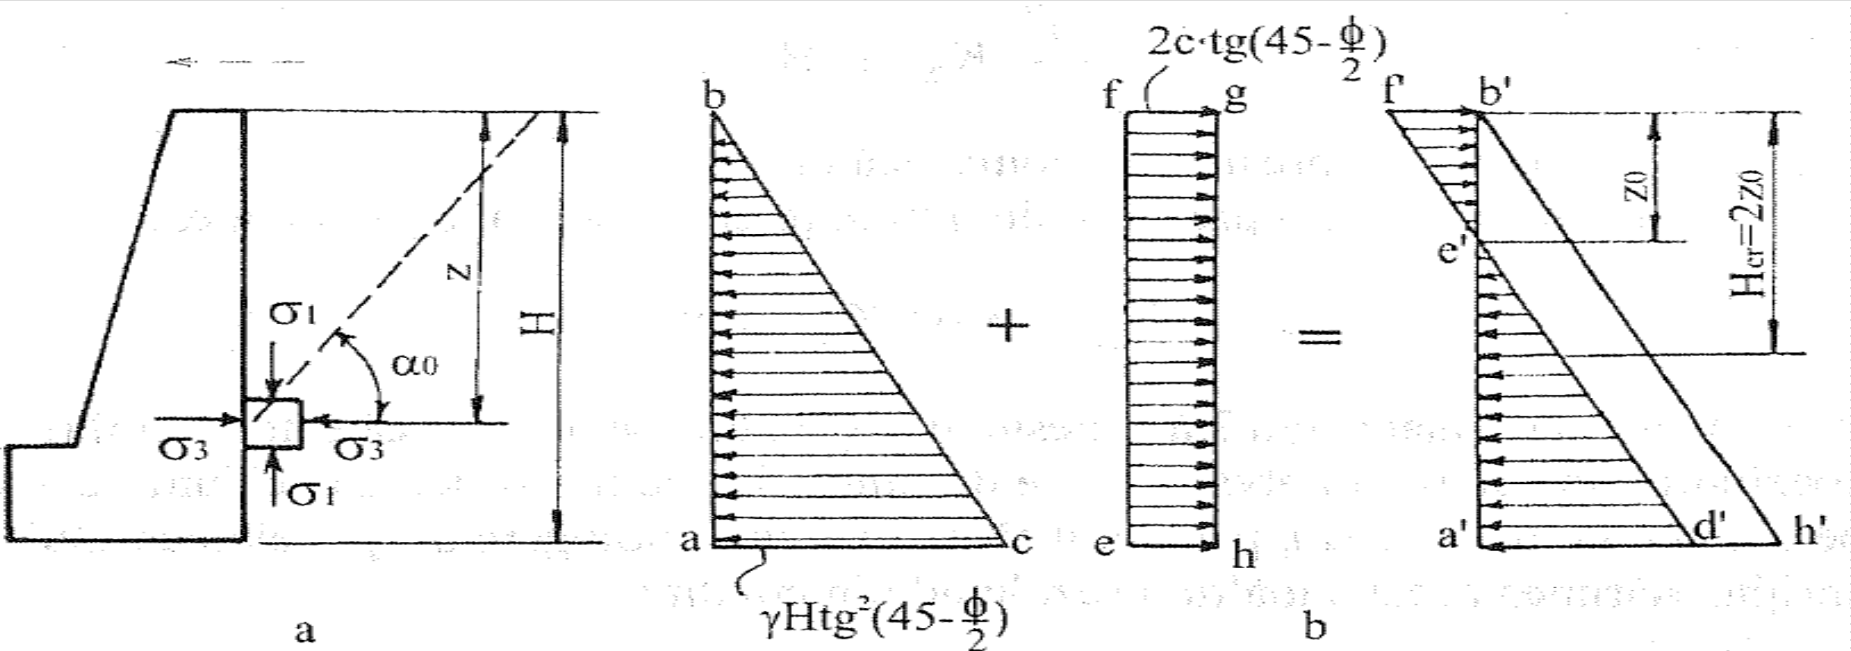 2c·tg(45-ϕ/2)
b
f
g
f'
b'
z
H
σ1
α0
σ3
σ3
σ1
+
=
z0
Hcr=2z0
e'
a
c
e
h
a'
d'
h'
γHtg²(45-ϕ/2)
a
b